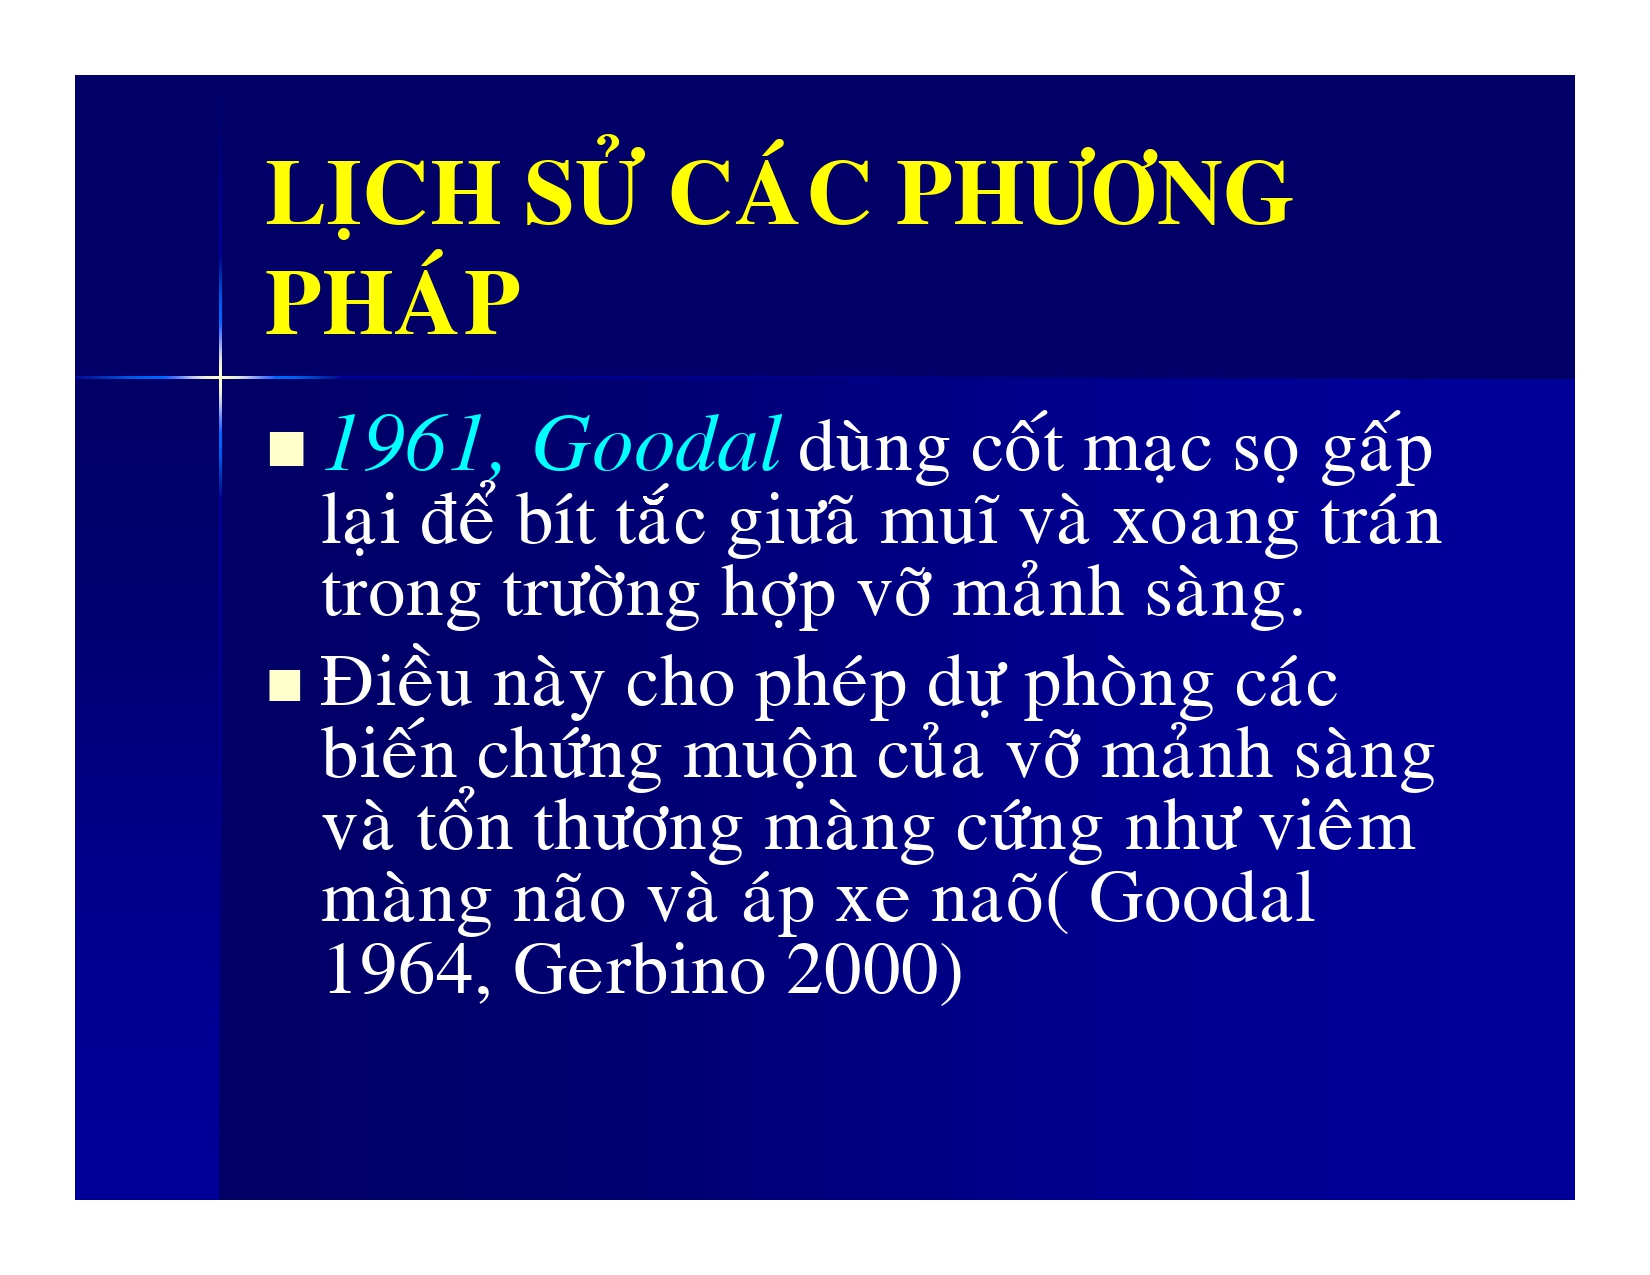 LỊCH SỬ CÁC PHƯƠNG
PHÁP
1961, Goodal dùng cốt mạc sọ gấp
lại để bít tắc giưã muĩ và xoang trán
trong trường hợp vỡ mảnh sàng.
Điều này cho phép dự phòng các
biến chứng muộn của vỡ mảnh sàng
và tổn thương màng cứng như viêm
màng não và áp xe naõ( Goodal
1964, Gerbino 2000)